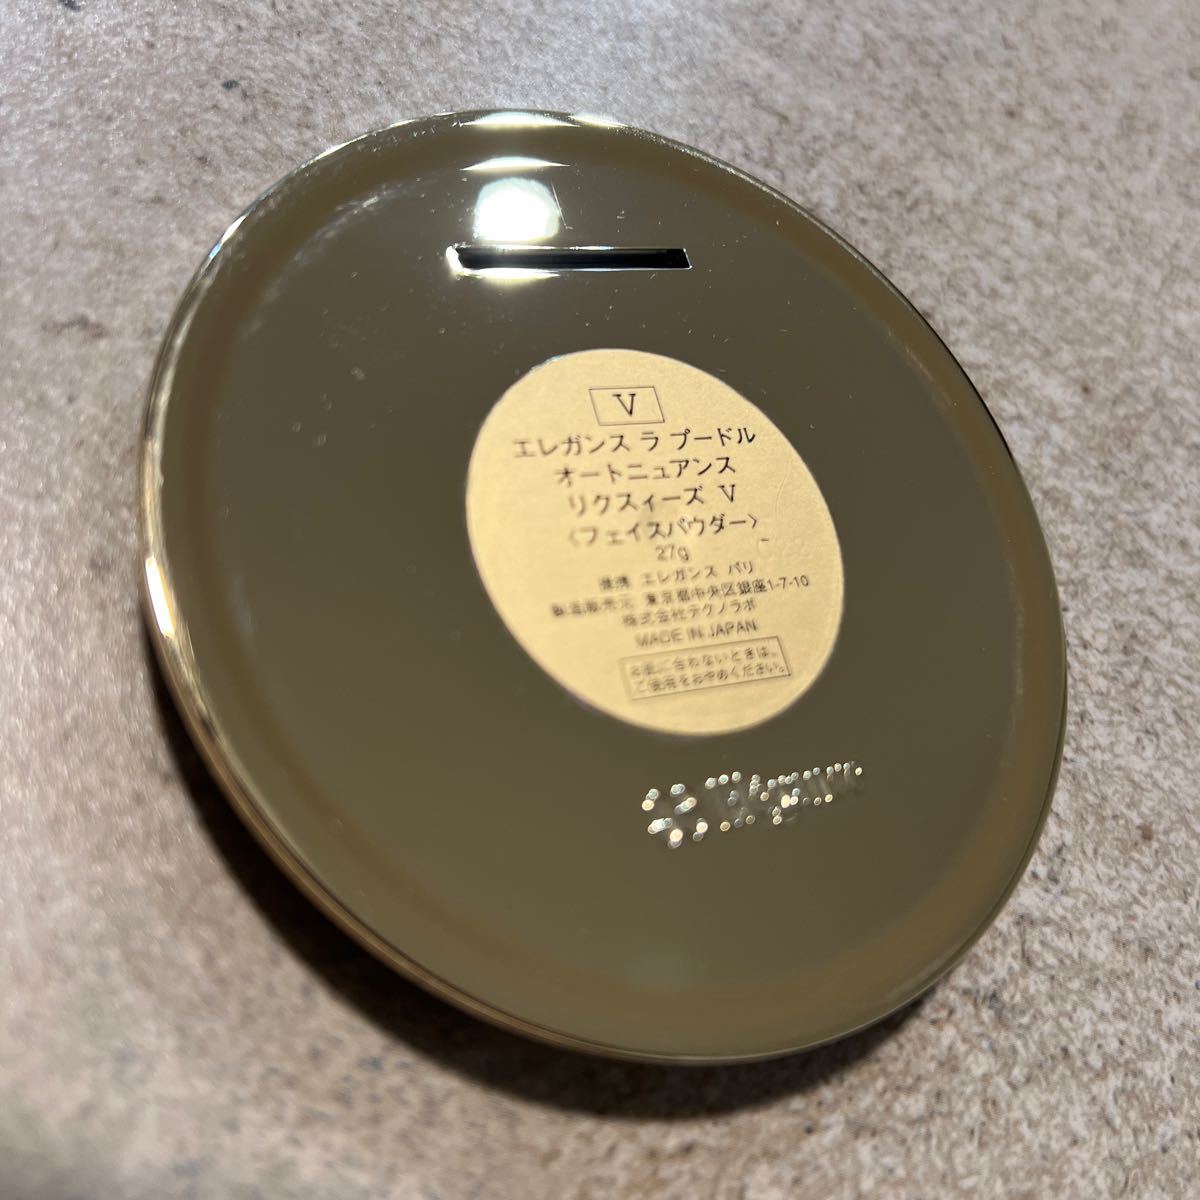 V
エレガンス ラ プードル
オートニュアンス
リクスィーズ V
〈フェイスパウダー〉
27g
提携 エレガンス パリ
製造販売元 東京都中央区銀座1-7-10
株式会社テクノラボ
MADE IN JAPAN
お肌に合わないときは、
ご使用をおやめください。